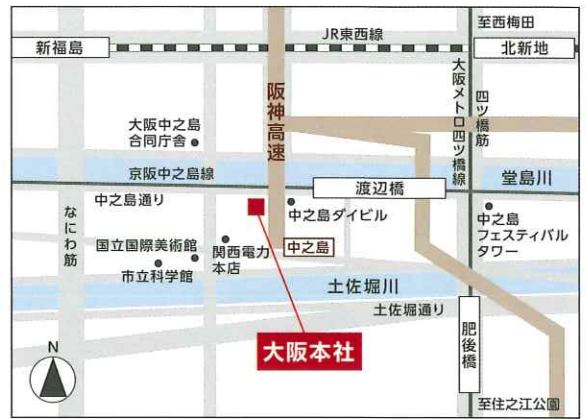 至西梅田
JR東西線
新福島
北新地
阪神高速
大阪メトロ四ツ橋線
四ツ橋筋
大阪中之島
合同庁舎
京阪中之島線
渡辺橋
堂島川
中之島通り
なにわ筋
中之島ダイビル
中之島
フェスティバル
タワー
国立国際美術館
関西電力
本店
中之島
市立科学館
土佐堀川
土佐堀通り
肥後橋
大阪本社
N
至住之江公園